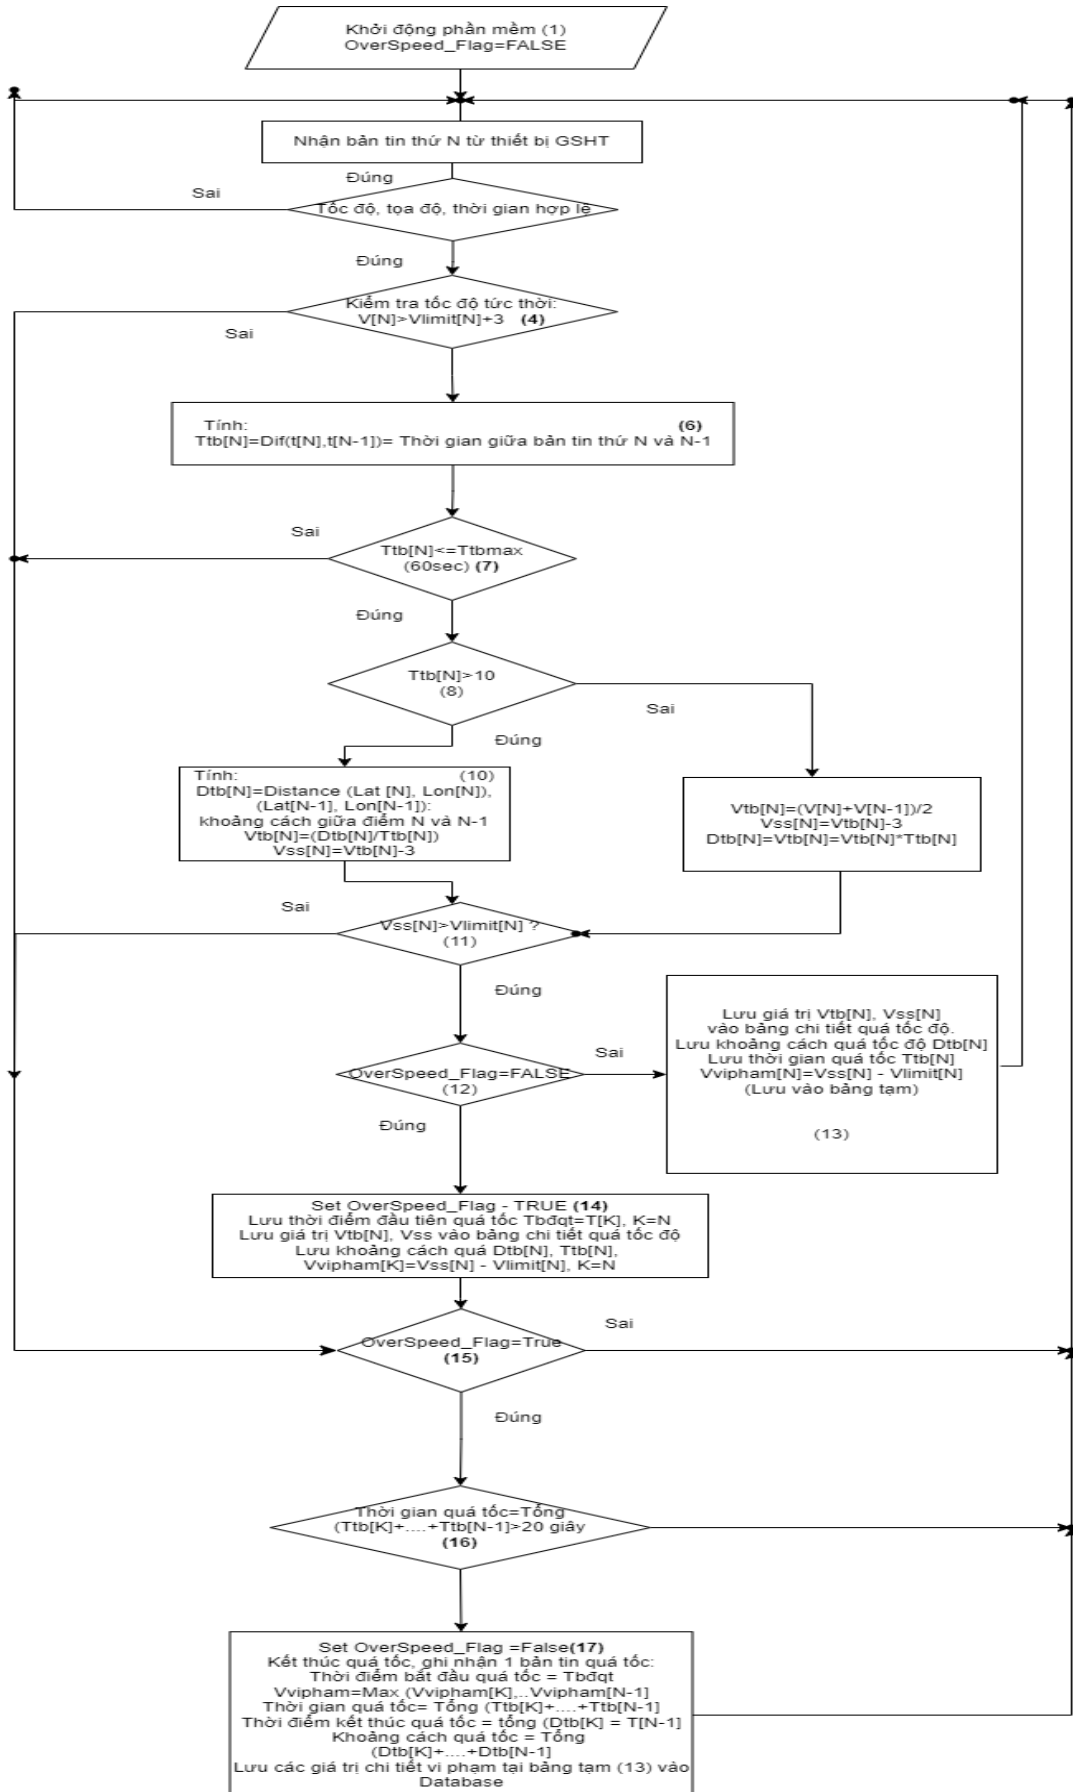 Khởi động phần mềm (1)
OverSpeed_Flag=FALSE
Nhận bản tin thứ N từ thiết bị GSHT
Đúng
Sai
Tốc độ, tọa độ, thời gian hợp lệ
Đúng
Kiểm tra tốc độ tức thời:
V[N]>Vlimit[N]+3 (4)
Sai
Tính: (6)
Ttb[N]=Dif(t[N],t[N-1])= Thời gian giữa bản tin thứ N và N-1
Sai
Ttb[N]<=Ttbmax
(60sec) (7)
Đúng
Ttb[N]>10
(8)
Sai
Đúng
Tính: (10)
Dtb[N]=Distance (Lat [N], Lon[N]),
(Lat[N-1], Lon[N-1]):
khoảng cách giữa điểm N và N-1
Vtb[N]=(Dtb[N]/Ttb[N])
Vss[N]=Vtb[N]-3
Vtb[N]=(V[N]+V[N-1])/2
Vss[N]=Vtb[N]-3
Dtb[N]=Vtb[N]=Vtb[N]*Ttb[N]
Sai
Vss[N]>Vlimit[N] ?
(11)
Đúng
OverSpeed_Flag=FALSE
(12)
Sai
Lưu giá trị Vtb[N], Vss[N]
vào bảng chi tiết quá tốc độ.
Lưu khoảng cách quá tốc độ Dtb[N]
Lưu thời gian quá tốc Ttb[N]
Vvipham[N]=Vss[N] - Vlimit[N]
(Lưu vào bảng tạm)
(13)
Đúng
Set OverSpeed_Flag - TRUE (14)
Lưu thời điểm đầu tiên quá tốc Tbđqt=T[K], K=N
Lưu giá trị Vtb[N], Vss vào bảng chi tiết quá tốc độ
Lưu khoảng cách quá Dtb[N], Ttb[N],
Vvipham[K]=Vss[N] - Vlimit[N], K=N
OverSpeed_Flag=True
(15)
Sai
Đúng
Thời gian quá tốc=Tổng
(Ttb[K]+....+Ttb[N-1]>20 giây
(16)
Set OverSpeed_Flag =False(17)
Kết thúc quá tốc, ghi nhận 1 bản tin quá tốc:
Thời điểm bắt đầu quá tốc = Tbđqt
Vvipham=Max (Vvipham[K],..Vvipham[N-1]
Thời gian quá tốc= Tổng (Ttb[K]+....+Ttb[N-1]
Thời điểm kết thúc quá tốc = tổng (Dtb[K] = T[N-1]
Khoảng cách quá tốc = Tổng
(Dtb[K]+....+Dtb[N-1]
Lưu các giá trị chi tiết vi phạm tại bảng tạm (13) vào
Database